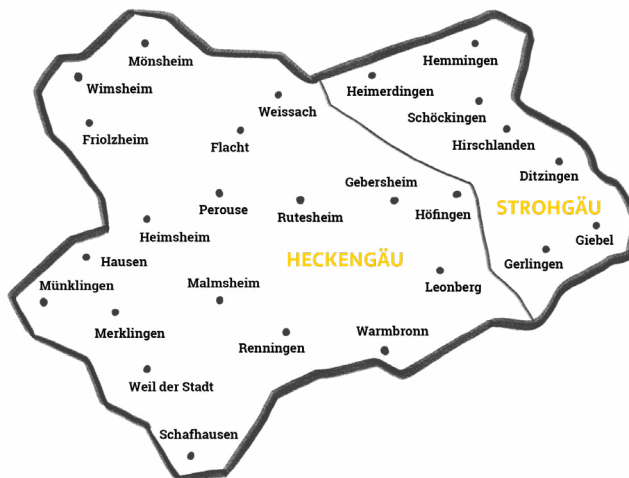 Hemmingen
Mönsheim
Wimsheim
Heimerdingen
Weissach
Schöckingen
Friolzheim
Flacht
Hirschlanden
Ditzingen
Gebersheim
Perouse
Rutesheim
Höfingen
STROHGÄU
Heimsheim
Giebel
Hausen
HECKENGÄU
Gerlingen
Münklingen
Malmsheim
Leonberg
Merklingen
Renningen
Warmbronn
Weil der Stadt
Schafhausen